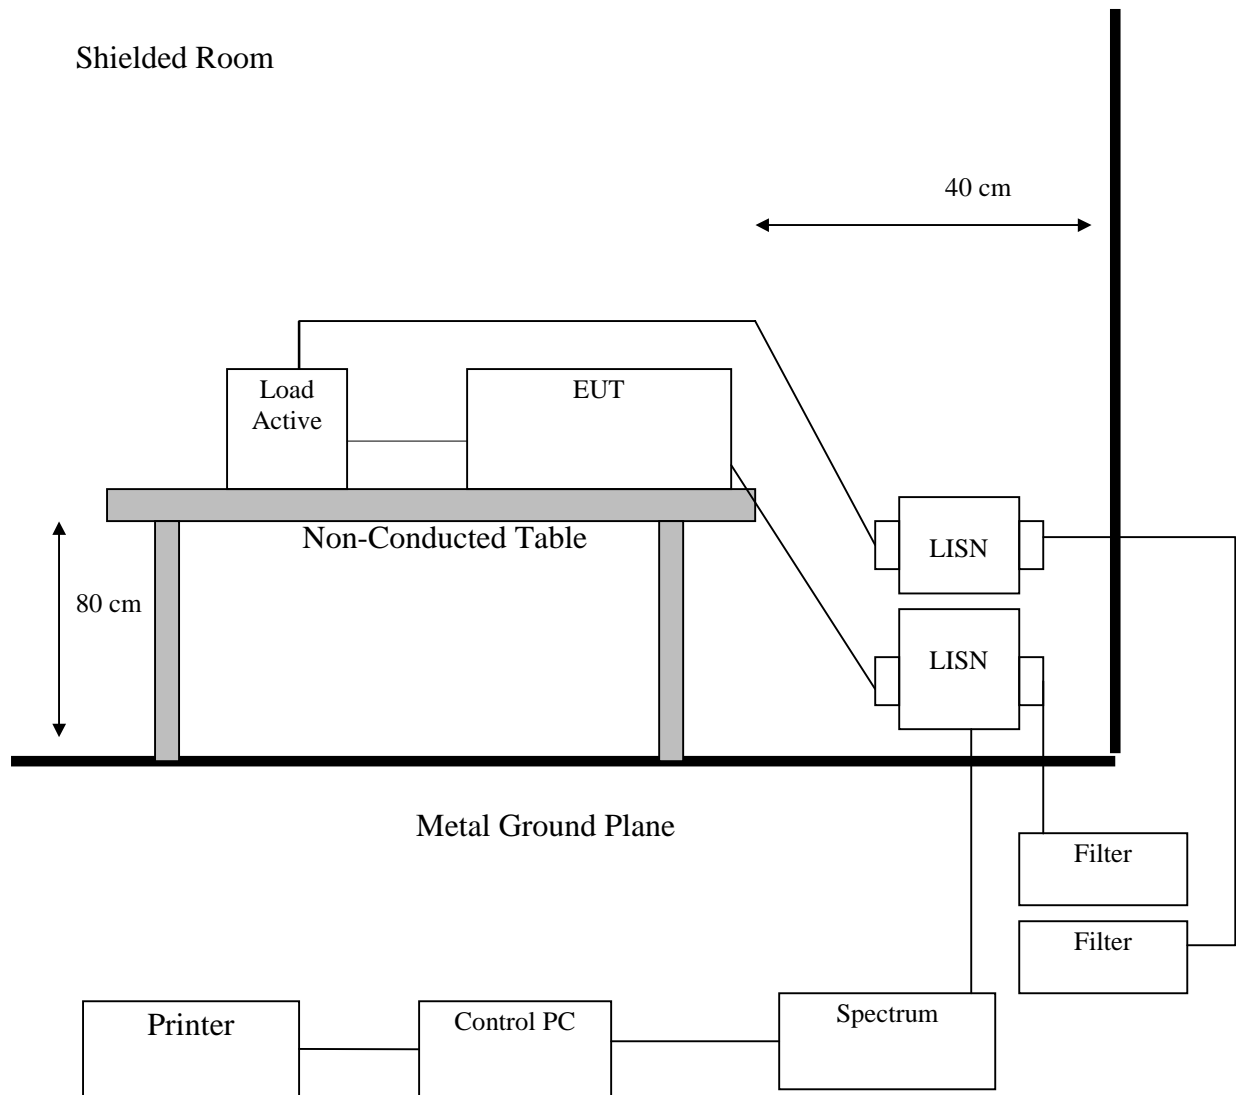 Shielded Room
40 cm
Load
Active
EUT
Non-Conducted Table
LISN
80 cm
LISN
Metal Ground Plane
Filter
Filter
Printer
Control PC
Spectrum